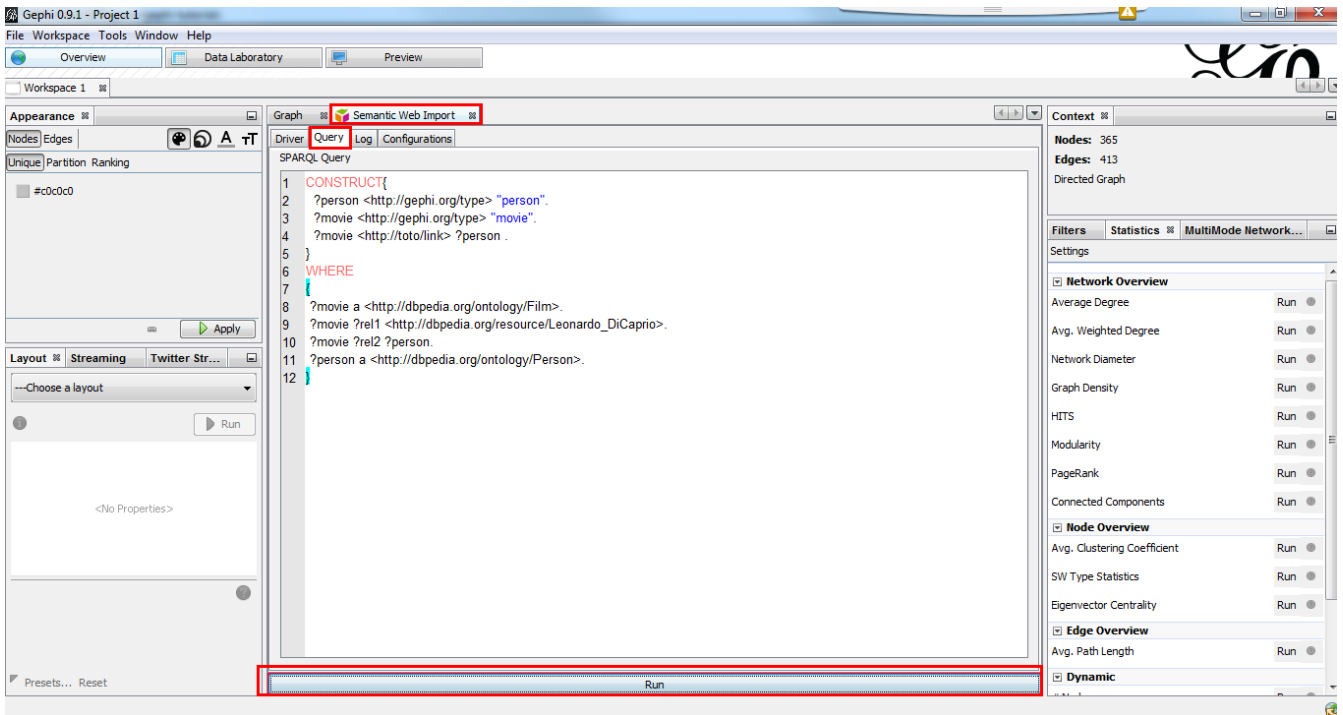 Gephi 0.9.1 - Project 1
File Workspace Tools Window Help
Overview Data Laboratory Preview
Workspace 1
Appearance
Nodes Edges
Unique Partition Ranking
#c0c0c0
Apply
Layout Streaming Twitter Str...
---Choose a layout
Run
<No Properties>
Presets... Reset
Graph Semantic Web Import
Driver Query Log Configurations
SPARQL Query
1 CONSTRUCT{
2 ?person <http://gephi.org/type> "person".
3 ?movie <http://gephi.org/type> "movie".
4 ?movie <http://toto/link> ?person .
5 }
6 WHERE
7 {
8 ?movie a <http://dbpedia.org/ontology/Film>.
9 ?movie ?rel1 <http://dbpedia.org/resource/Leonardo_DiCaprio>.
10 ?movie ?rel2 ?person.
11 ?person a <http://dbpedia.org/ontology/Person>.
12 }
Run
Context
Nodes: 365
Edges: 413
Directed Graph
Filters Statistics MultiMode Network...
Settings
Network Overview
Average Degree Run
Avg. Weighted Degree Run
Network Diameter Run
Graph Density Run
HITS Run
Modularity Run
PageRank Run
Connected Components Run
Node Overview
Avg. Clustering Coefficient Run
SW Type Statistics Run
Eigenvector Centrality Run
Edge Overview
Avg. Path Length Run
Dynamic